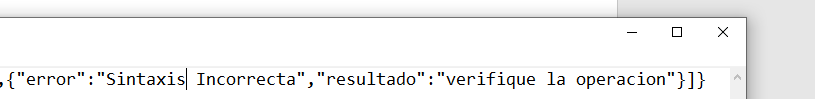 ,{"error":"Sintaxis Incorrecta","resultado":"verifique la operacion"}]}